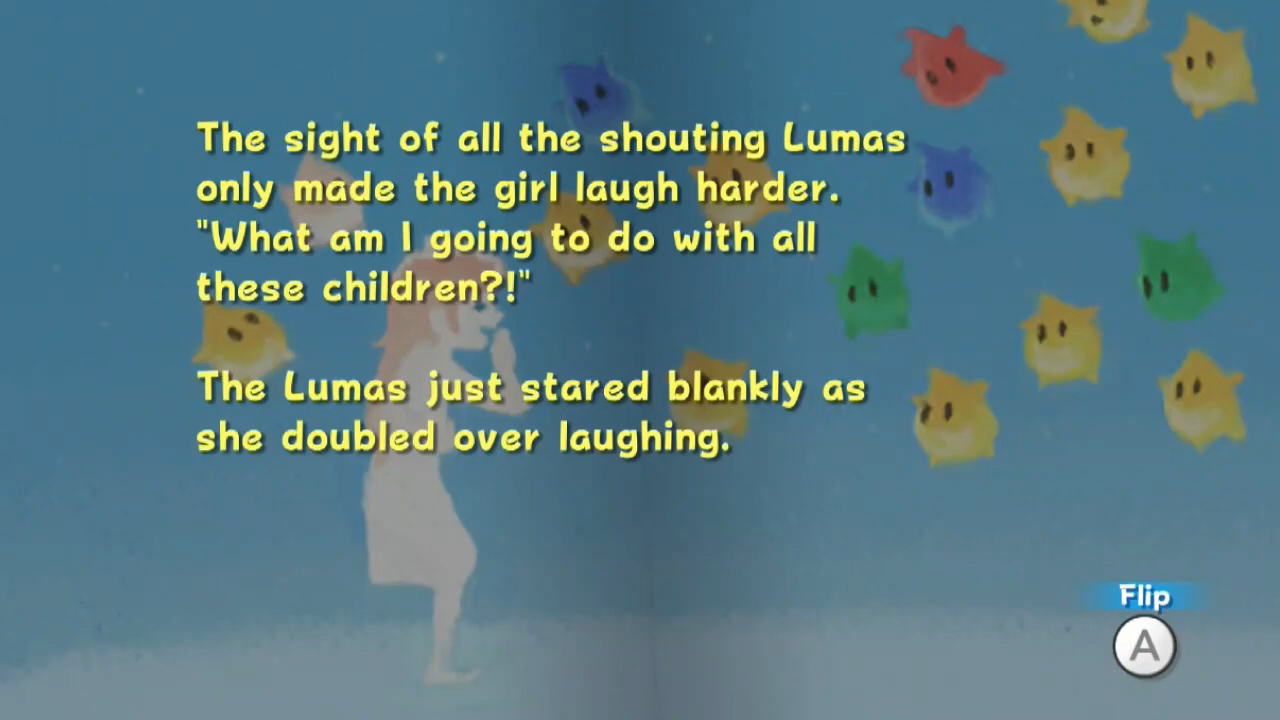 The sight of all the shouting Lumas
only made the girl laugh harder.
"What am I going to do with all
these children?!"
The Lumas just stared blankly as
she doubled over laughing.
Flip
A